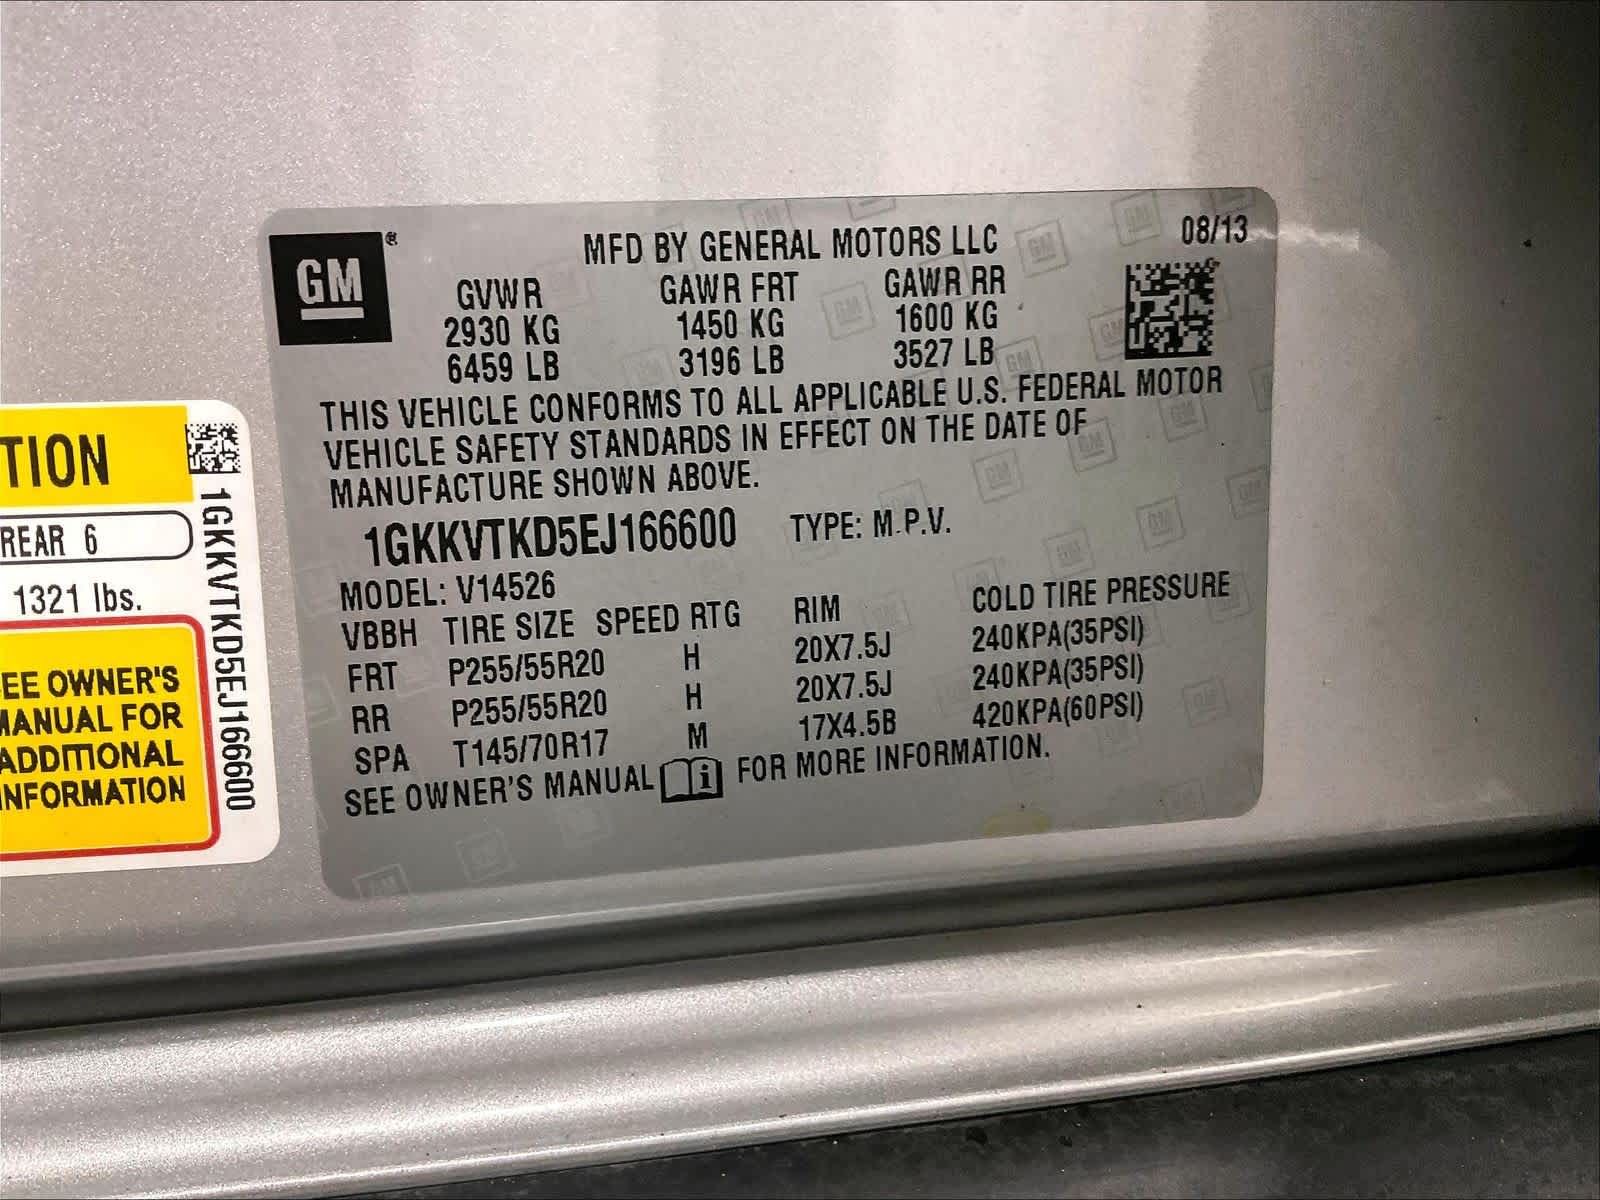 GM®
MFD BY GENERAL MOTORS LLC 08/13
GVWR GAWR FRT GAWR RR
2930 KG 1450 KG 1600 KG
6459 LB 3196 LB 3527 LB
THIS VEHICLE CONFORMS TO ALL APPLICABLE U.S. FEDERAL MOTOR
VEHICLE SAFETY STANDARDS IN EFFECT ON THE DATE OF
MANUFACTURE SHOWN ABOVE.
1GKKVTKD5EJ166600 TYPE: M.P.V.
MODEL: V14526
VBBH TIRE SIZE SPEED RTG RIM COLD TIRE PRESSURE
FRT P255/55R20 H 20X7.5J 240KPA(35PSI)
RR P255/55R20 H 20X7.5J 240KPA(35PSI)
SPA T145/70R17 M 17X4.5B 420KPA(60PSI)
SEE OWNER'S MANUAL i FOR MORE INFORMATION.
TION
REAR 6
1321 lbs.
EE OWNER'S
MANUAL FOR
ADDITIONAL
INFORMATION
1GKKVTKD5EJ166600